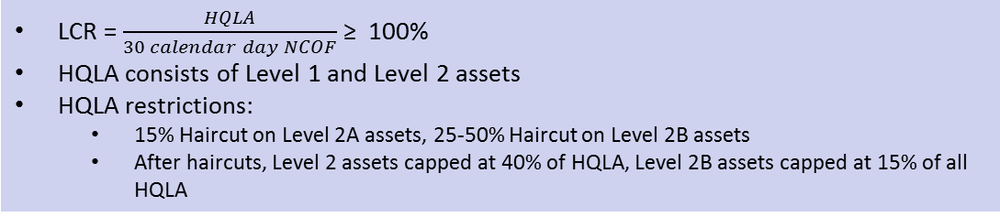 • LCR = HQLA / 30 calendar day NCOF ≥ 100%
• HQLA consists of Level 1 and Level 2 assets
• HQLA restrictions:
• 15% Haircut on Level 2A assets, 25-50% Haircut on Level 2B assets
• After haircuts, Level 2 assets capped at 40% of HQLA, Level 2B assets capped at 15% of all
HQLA